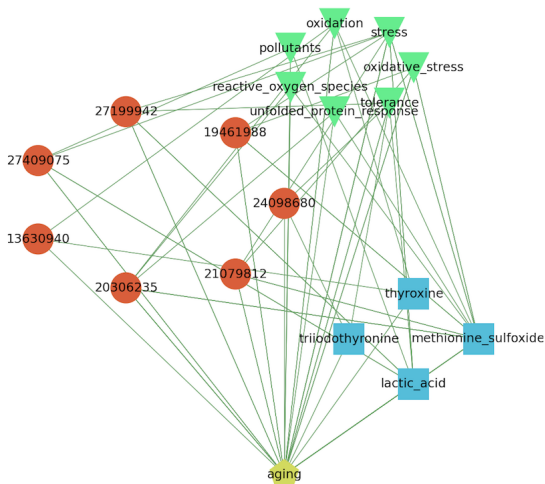 oxidation
stress
pollutants
oxidative_stress
reactive_oxygen_species
tolerance
unfolded_protein_response
27199942
19461988
27409075
24098680
13630940
21079812
20306235
thyroxine
triiodothyronine
methionine_sulfoxide
lactic_acid
aging